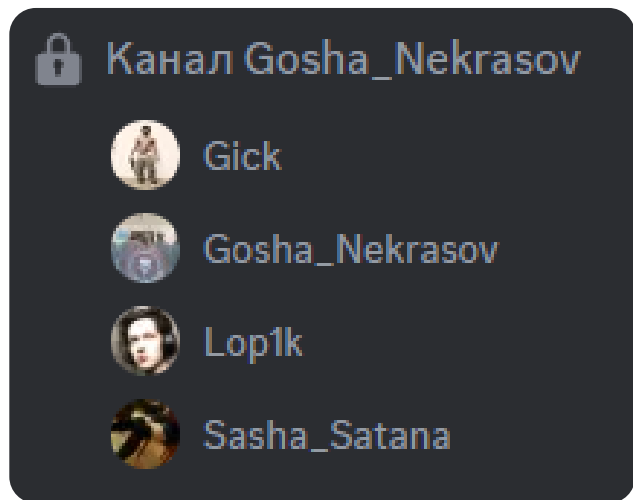 Канал Gosha_Nekrasov
Gick
Gosha_Nekrasov
Lop1k
Sasha_Satana